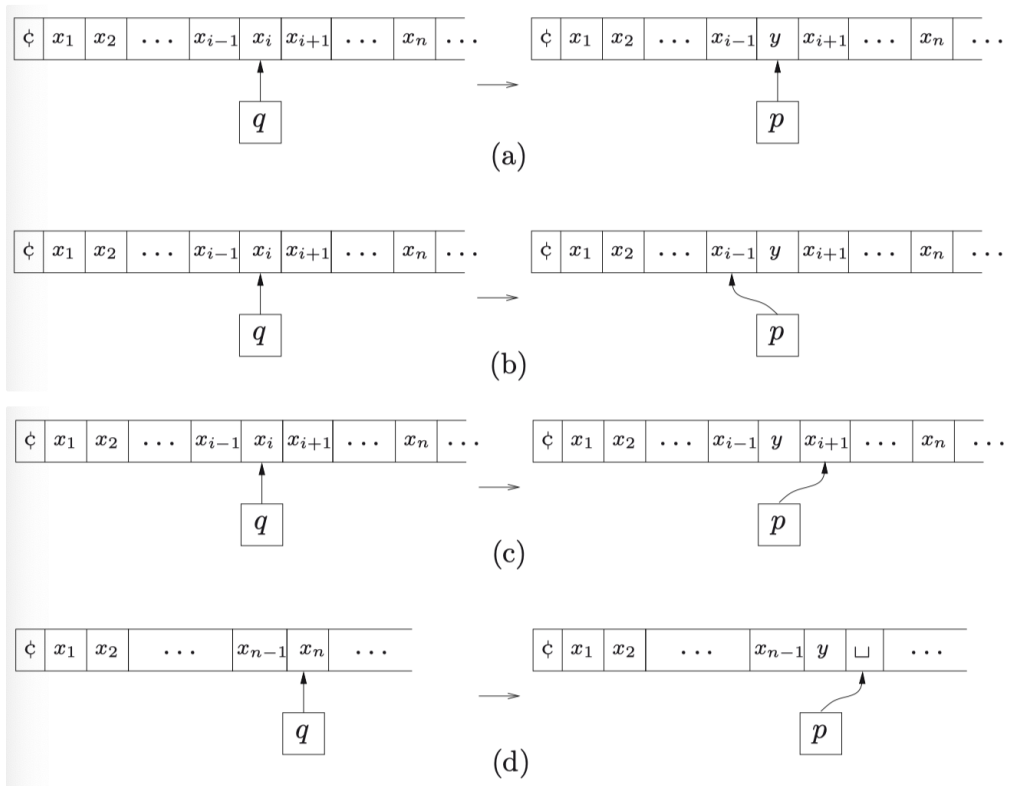 ¢ x₁ x₂ ... xᵢ₋₁ xᵢ xᵢ₊₁ ... xₙ ... ¢ x₁ x₂ ... xᵢ₋₁ y xᵢ₊₁ ... xₙ ...
q p
(a)
¢ x₁ x₂ ... xᵢ₋₁ xᵢ xᵢ₊₁ ... xₙ ... ¢ x₁ x₂ ... xᵢ₋₁ y xᵢ₊₁ ... xₙ ...
q p
(b)
¢ x₁ x₂ ... xᵢ₋₁ xᵢ xᵢ₊₁ ... xₙ ... ¢ x₁ x₂ ... xᵢ₋₁ y xᵢ₊₁ ... xₙ ...
q p
(c)
¢ x₁ x₂ ... xₙ₋₁ xₙ ... ¢ x₁ x₂ ... xₙ₋₁ y ␣ ...
q p
(d)